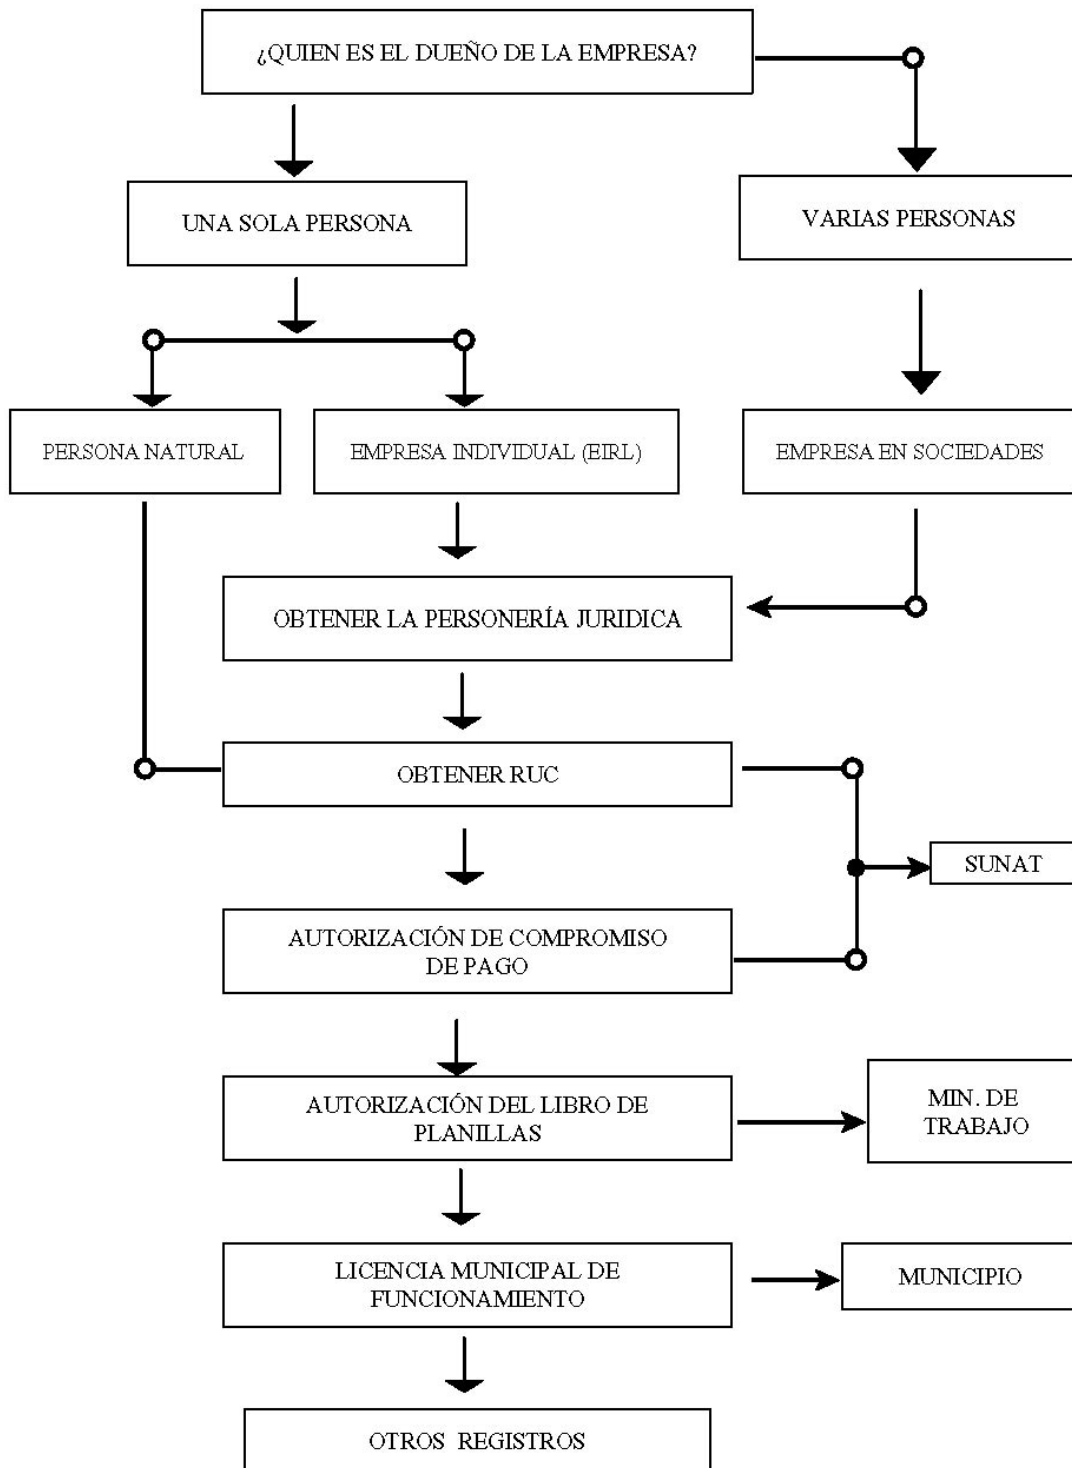 ¿QUIEN ES EL DUEÑO DE LA EMPRESA?
UNA SOLA PERSONA
VARIAS PERSONAS
PERSONA NATURAL
EMPRESA INDIVIDUAL (EIRL)
EMPRESA EN SOCIEDADES
OBTENER LA PERSONERÍA JURIDICA
OBTENER RUC
SUNAT
AUTORIZACIÓN DE COMPROMISO
DE PAGO
AUTORIZACIÓN DEL LIBRO DE
PLANILLAS
MIN. DE
TRABAJO
LICENCIA MUNICIPAL DE
FUNCIONAMIENTO
MUNICIPIO
OTROS REGISTROS